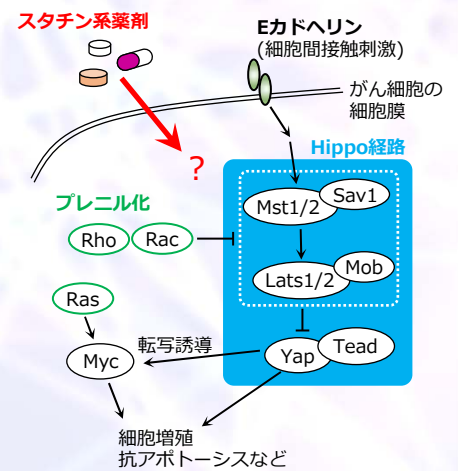 スタチン系薬剤
Eカドヘリン
(細胞間接触刺激)
がん細胞の
細胞膜
?
Hippo経路
Mst1/2
Sav1
プレニル化
Rho
Rac
Lats1/2
Mob
Ras
Myc
転写誘導
Yap
Tead
細胞増殖
抗アポトーシスなど